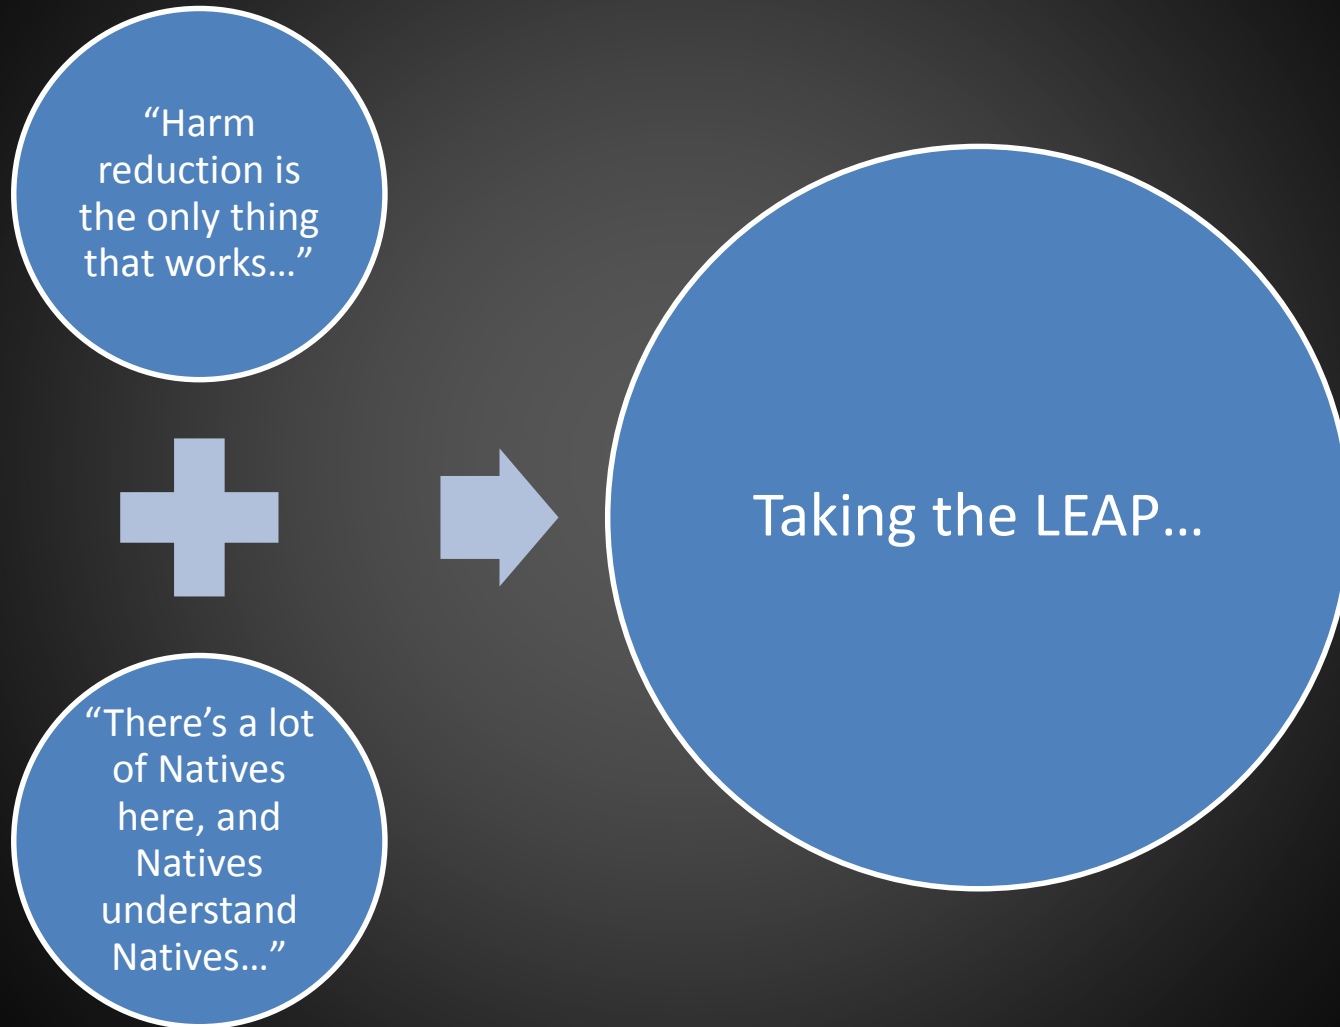 “Harm
reduction is
the only thing
that works…”
“There’s a lot
of Natives
here, and
Natives
understand
Natives…”
Taking the LEAP…